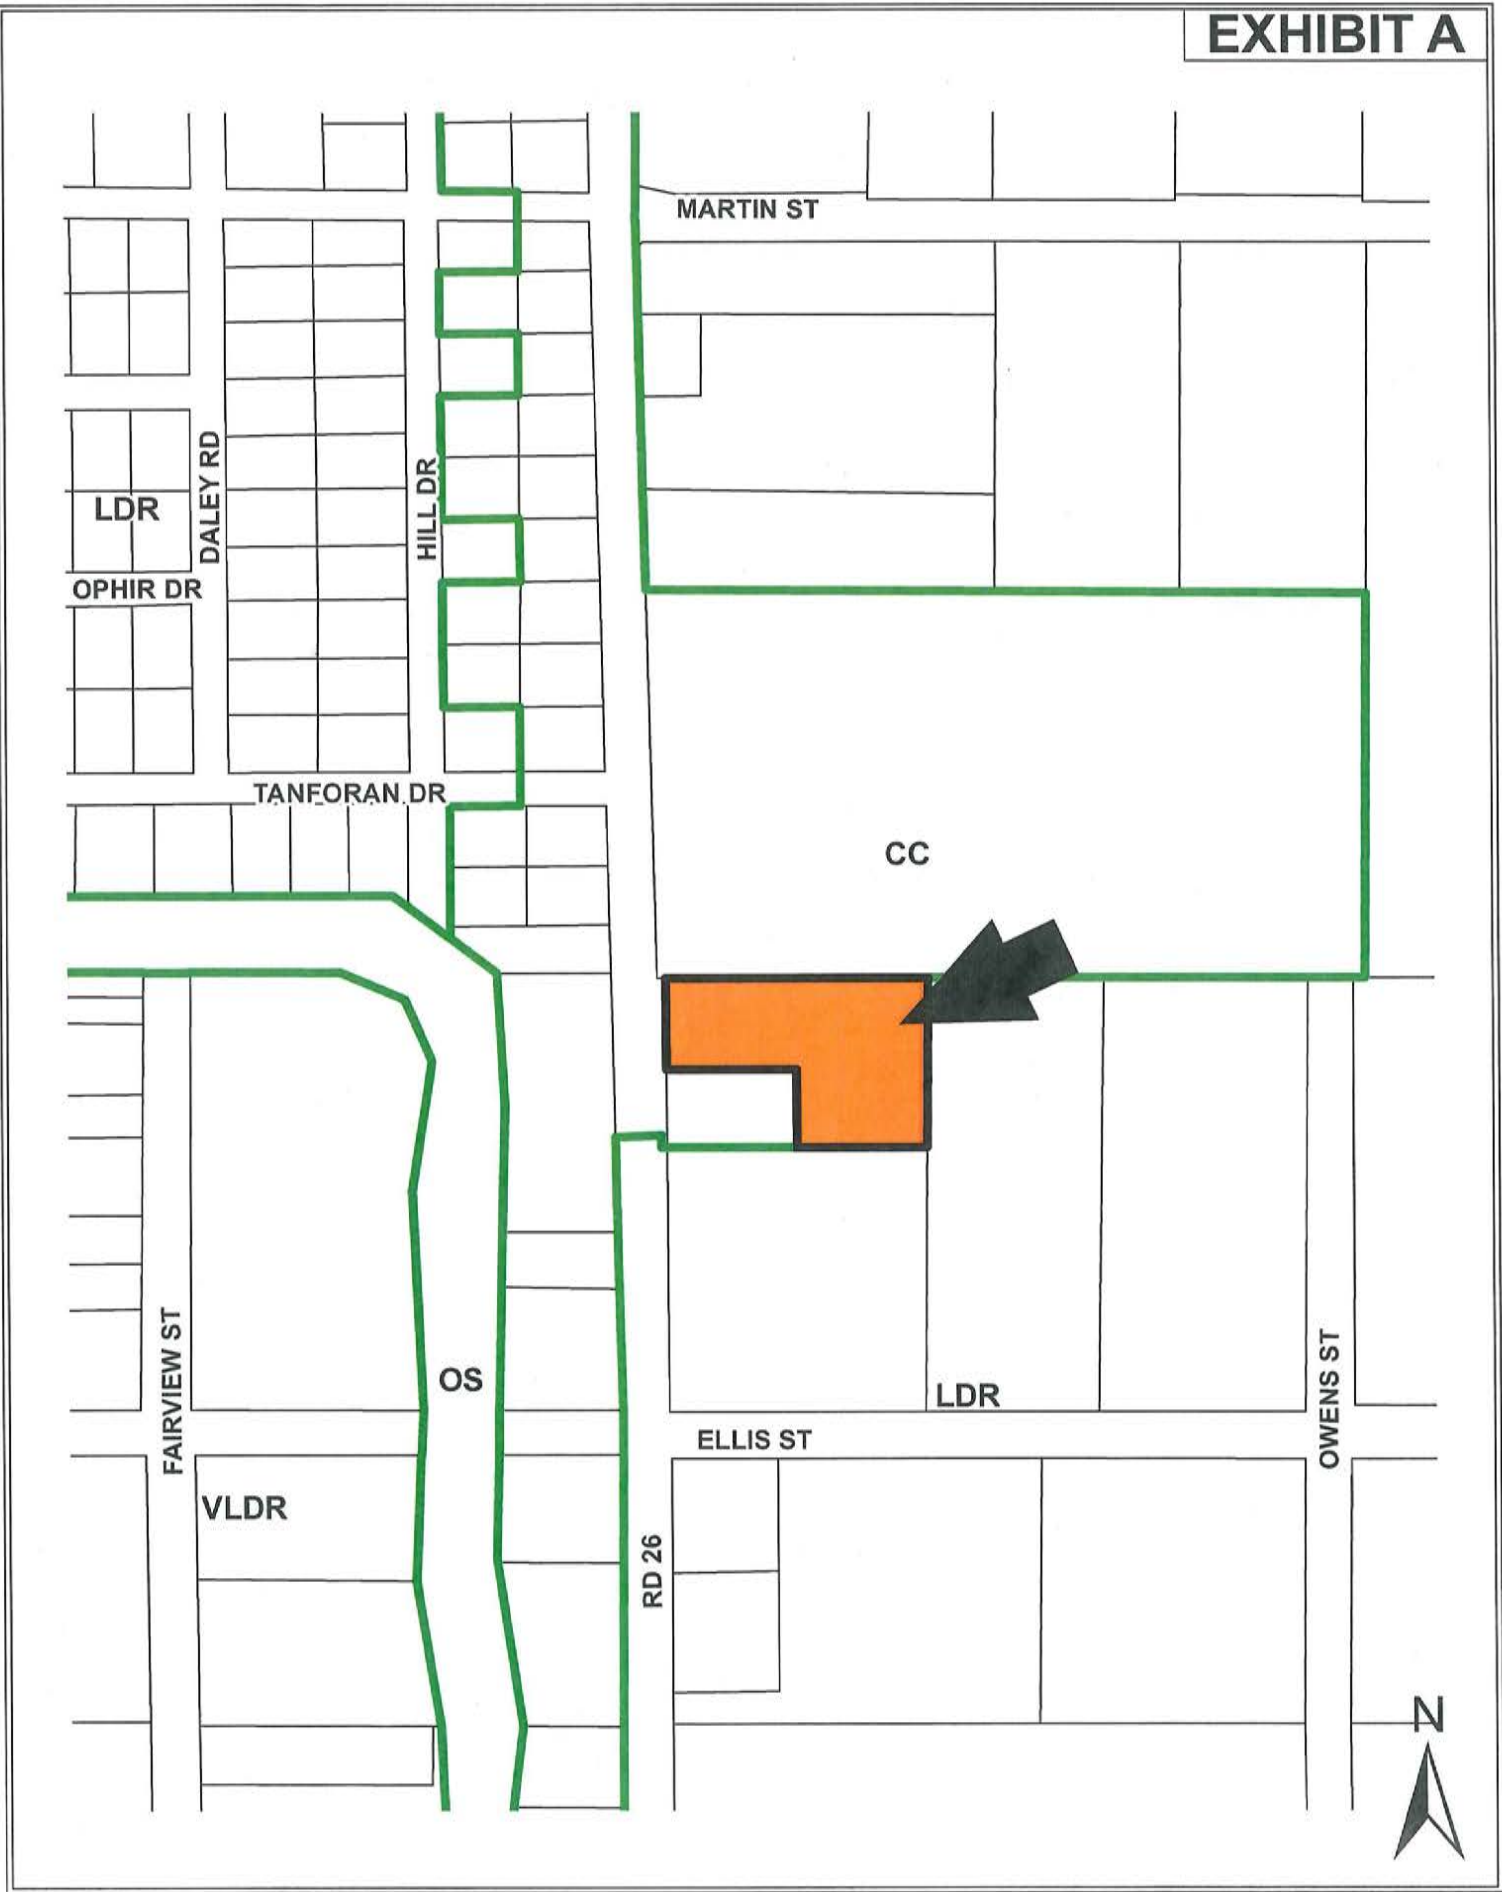 EXHIBIT A
MARTIN ST
DALEY RD
HILL DR
LDR
OPHIR DR
TANFORAN DR
CC
FAIRVIEW ST
OS
LDR
OWENS ST
ELLIS ST
VLDR
RD 26
N